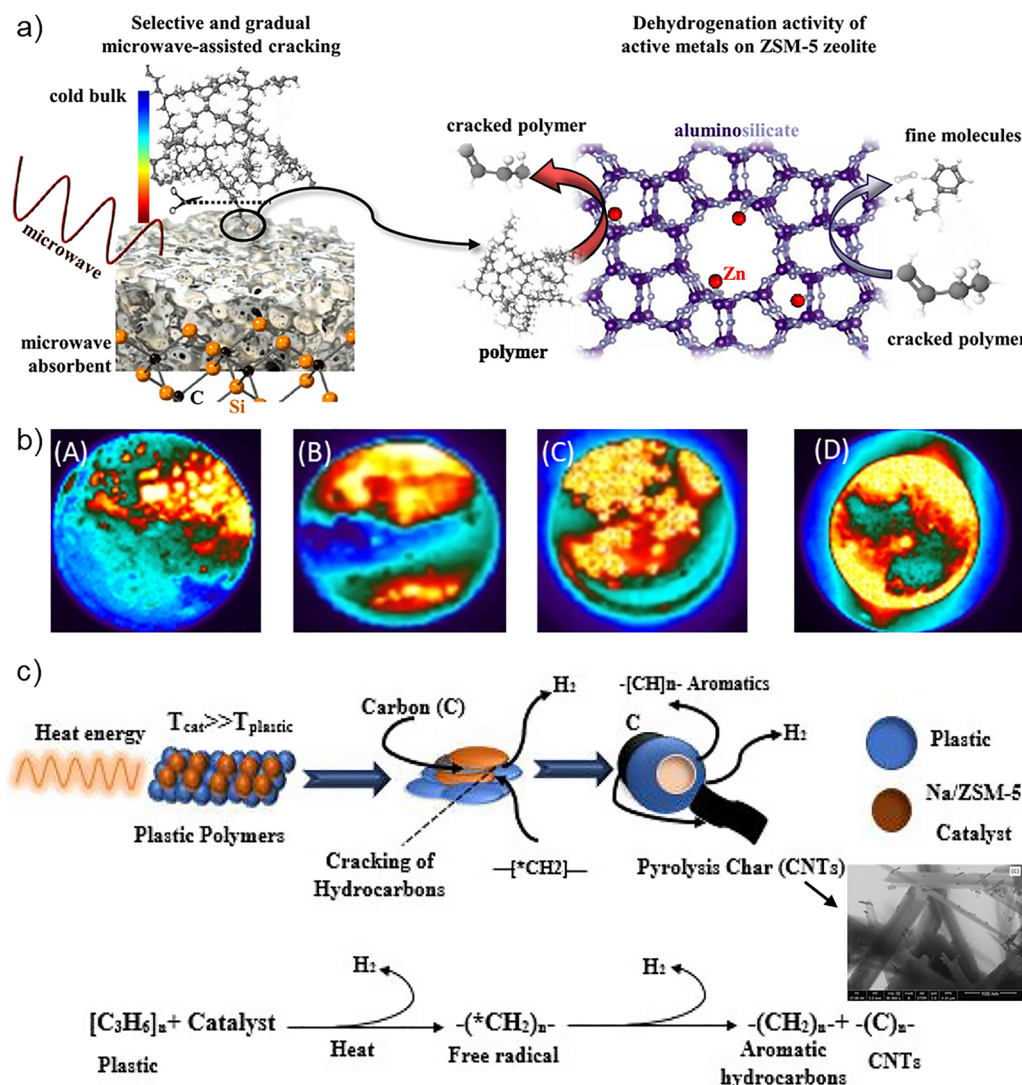 a)
Selective and gradual
microwave-assisted cracking
Dehydrogenation activity of
active metals on ZSM-5 zeolite
cold bulk
microwave
microwave
absorbent
C
Si
cracked polymer
aluminosilicate
fine molecules
Zn
polymer
cracked polymer
b)
(A)
(B)
(C)
(D)
c)
Heat energy
Tcat>>Tplastic
Plastic Polymers
Carbon (C)
H2
Cracking of
Hydrocarbons
—[*CH2]—
-[CH]n- Aromatics
C
H2
Pyrolysis Char (CNTs)
Plastic
Na/ZSM-5
Catalyst
(c)
H2
H2
[C3H6]n+ Catalyst
-(*CH2)n-
-(CH2)n-+ -(C)n-
Plastic
Heat
Free radical
Aromatic
hydrocarbons
CNTs